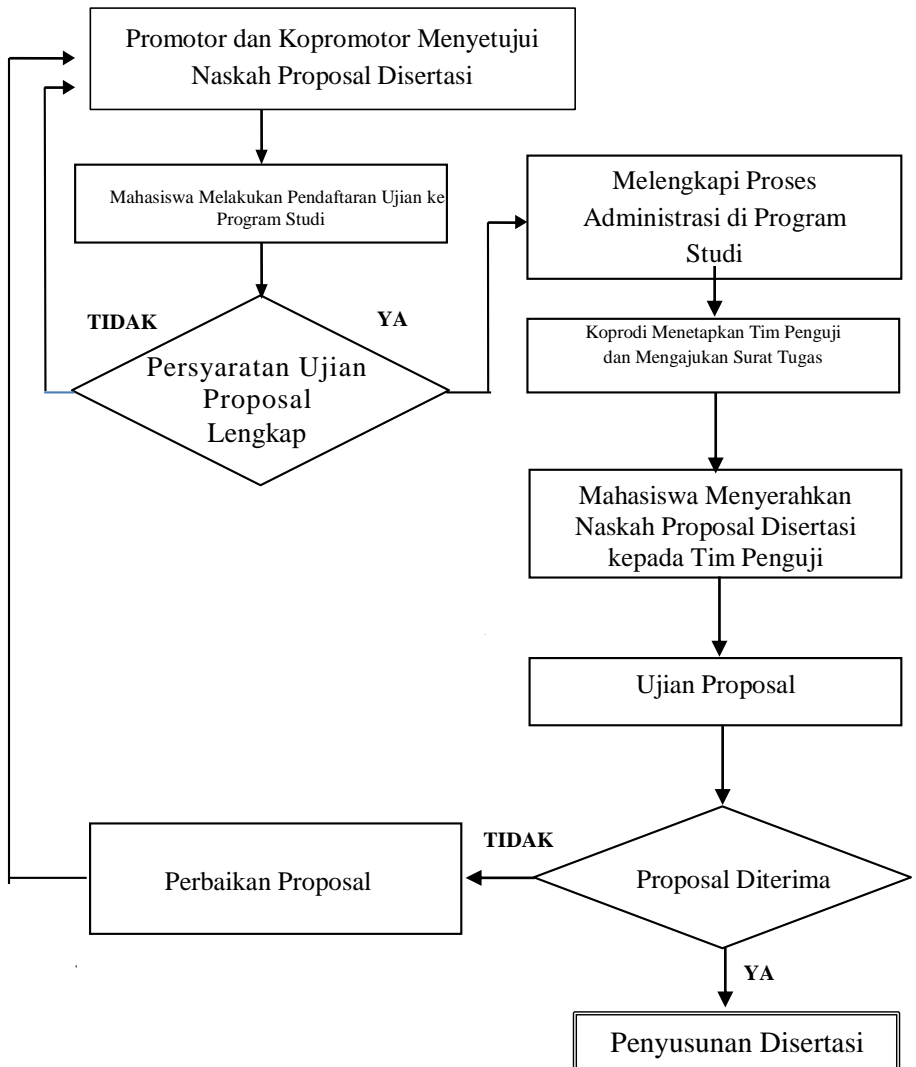 Promotor dan Kopromotor Menyetujui
Naskah Proposal Disertasi
Mahasiswa Melakukan Pendaftaran Ujian ke
Program Studi
TIDAK
YA
Persyaratan Ujian
Proposal
Lengkap
Melengkapi Proses
Administrasi di Program
Studi
Koprodi Menetapkan Tim Penguji
dan Mengajukan Surat Tugas
Mahasiswa Menyerahkan
Naskah Proposal Disertasi
kepada Tim Penguji
Ujian Proposal
Proposal Diterima
TIDAK
Perbaikan Proposal
YA
Penyusunan Disertasi